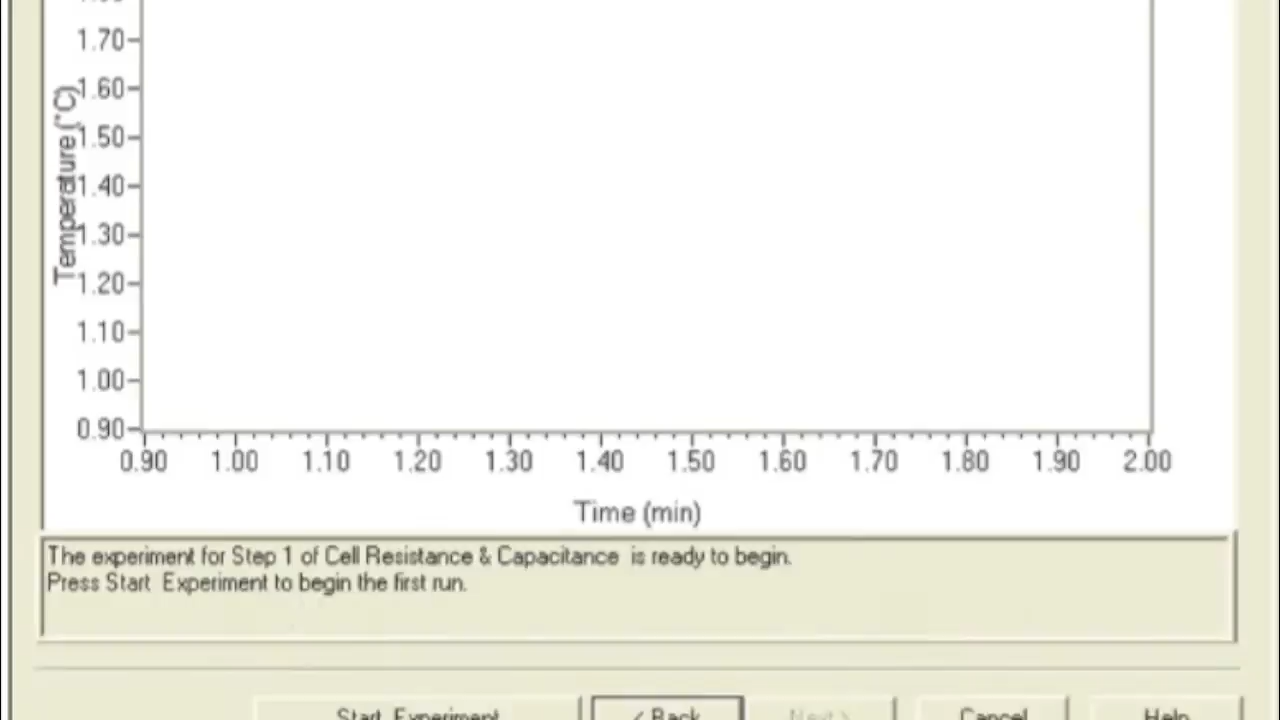 1.70
1.60
1.50
1.40
1.30
1.20
1.10
1.00
0.90
Temperature (°C)
0.90 1.00 1.10 1.20 1.30 1.40 1.50 1.60 1.70 1.80 1.90 2.00
Time (min)
The experiment for Step 1 of Cell Resistance & Capacitance is ready to begin.
Press Start Experiment to begin the first run.
Start Experiment < Back Next > Cancel Help